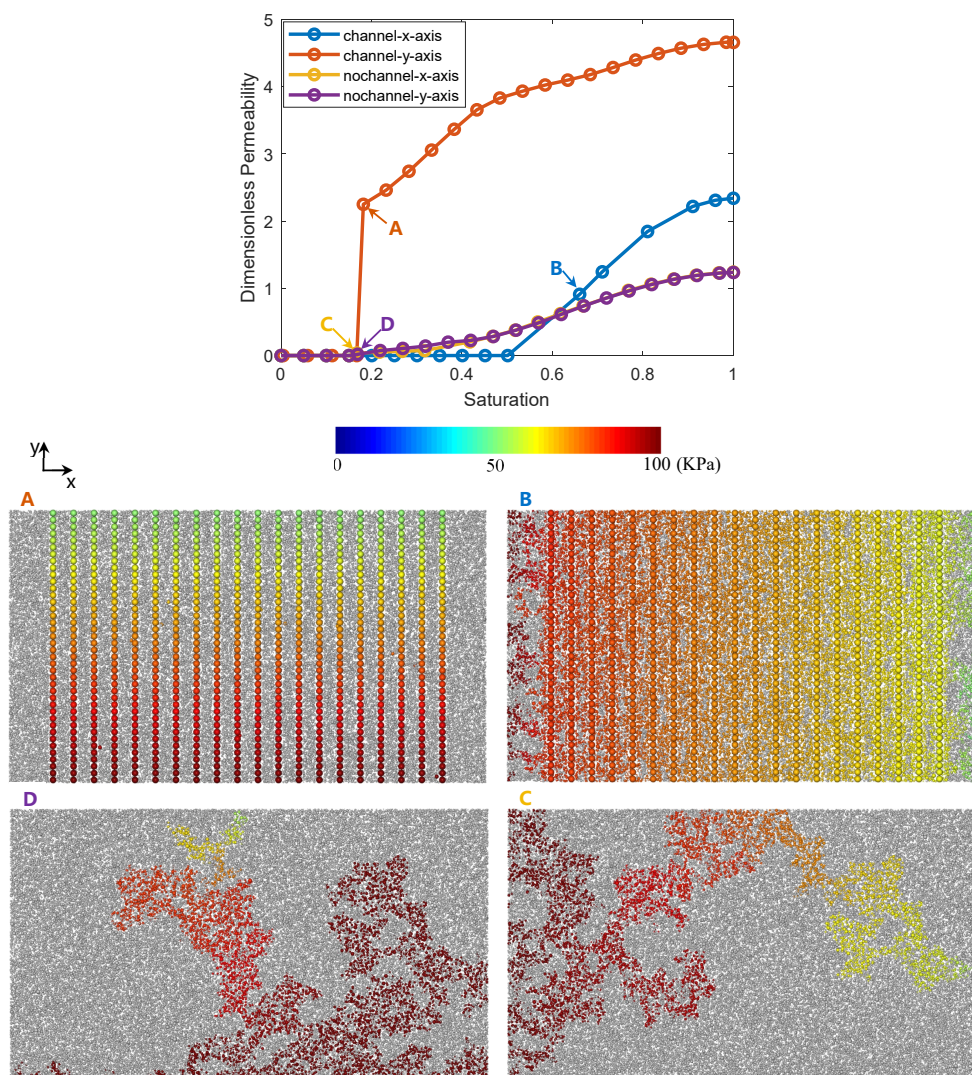 5
4
3
2
1
0
Dimensionless Permeability
channel-x-axis
channel-y-axis
nochannel-x-axis
nochannel-y-axis
A
B
C
D
0 0.2 0.4 0.6 0.8 1
Saturation
0 50 100 (KPa)
y
x
A
B
D
C